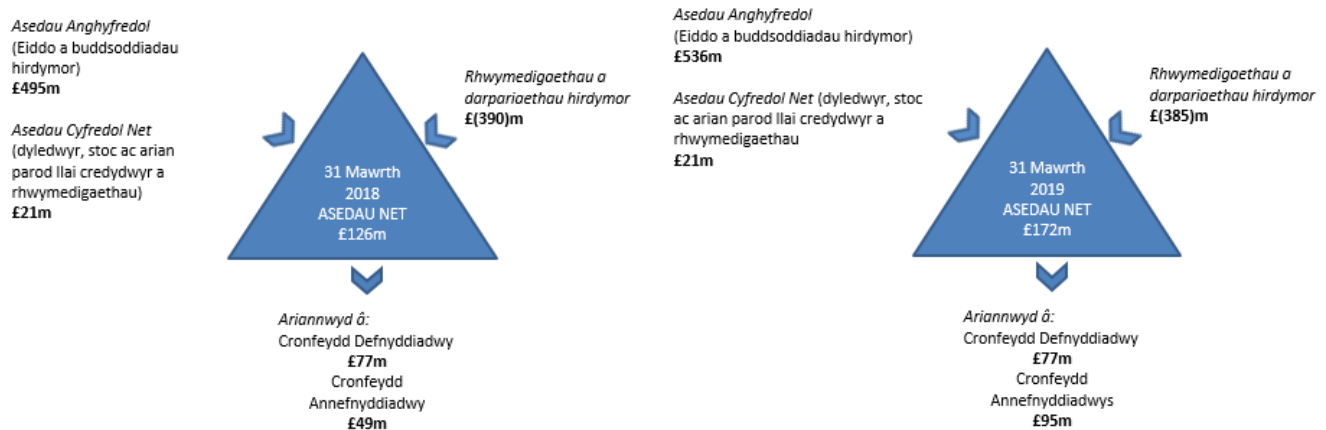 Asedau Anghyfredol
(Eiddo a buddsoddiadau
hirdymor)
£495m
Asedau Cyfredol Net
(dyledwyr, stoc ac arian
parod llai credydwyr a
rhwymedigaethau)
£21m
Rhwymedigaethau a
darpariaethau hirdymor
£(390)m
31 Mawrth
2018
ASEDAU NET
£126m
Ariannwyd â:
Cronfeydd Defnyddiadwy
£77m
Cronfeydd
Annefnyddiadwy
£49m
Asedau Anghyfredol
(Eiddo a buddsoddiadau hirdymor)
£536m
Asedau Cyfredol Net (dyledwyr, stoc
ac arian parod llai credydwyr a
rhwymedigaethau
£21m
Rhwymedigaethau a
darpariaethau hirdymor
£(385)m
31 Mawrth
2019
ASEDAU NET
£172m
Ariannwyd â:
Cronfeydd Defnyddiadwy
£77m
Cronfeydd
Annefnyddiadwys
£95m